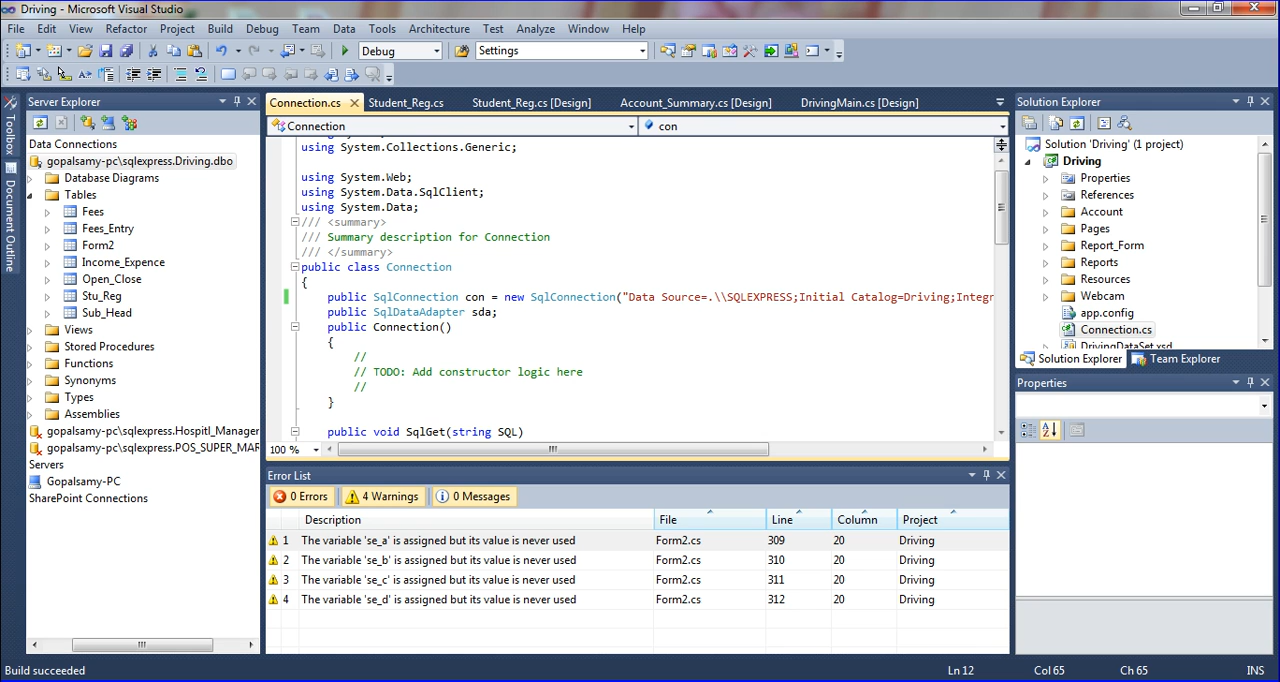 Driving - Microsoft Visual Studio
File Edit View Refactor Project Build Debug Team Data Tools Architecture Test Analyze Window Help
Debug Settings
Toolbox
Document Outline
Server Explorer
Data Connections
gopalsamy-pc\sqlexpress.Driving.dbo
Database Diagrams
Tables
Fees
Fees_Entry
Form2
Income_Expence
Open_Close
Stu_Reg
Sub_Head
Views
Stored Procedures
Functions
Synonyms
Types
Assemblies
gopalsamy-pc\sqlexpress.Hospitl_Manager
gopalsamy-pc\sqlexpress.POS_SUPER_MAR
Servers
Gopalsamy-PC
SharePoint Connections
Connection.cs Student_Reg.cs Student_Reg.cs [Design] Account_Summary.cs [Design] DrivingMain.cs [Design]
Connection con
using System.Collections.Generic;
using System.Web;
using System.Data.SqlClient;
using System.Data;
/// <summary>
/// Summary description for Connection
/// </summary>
public class Connection
{
public SqlConnection con = new SqlConnection("Data Source=.\\SQLEXPRESS;Initial Catalog=Driving;Integr
public SqlDataAdapter sda;
public Connection()
{
//
// TODO: Add constructor logic here
//
}
public void SqlGet(string SQL)
100 %
Error List
0 Errors 4 Warnings 0 Messages
Description File Line Column Project
1 The variable 'se_a' is assigned but its value is never used Form2.cs 309 20 Driving
2 The variable 'se_b' is assigned but its value is never used Form2.cs 310 20 Driving
3 The variable 'se_c' is assigned but its value is never used Form2.cs 311 20 Driving
4 The variable 'se_d' is assigned but its value is never used Form2.cs 312 20 Driving
Solution Explorer
Solution 'Driving' (1 project)
Driving
Properties
References
Account
Pages
Report_Form
Reports
Resources
Webcam
app.config
Connection.cs
DrivingDataSet.xsd
Solution Explorer Team Explorer
Properties
Build succeeded Ln 12 Col 65 Ch 65 INS